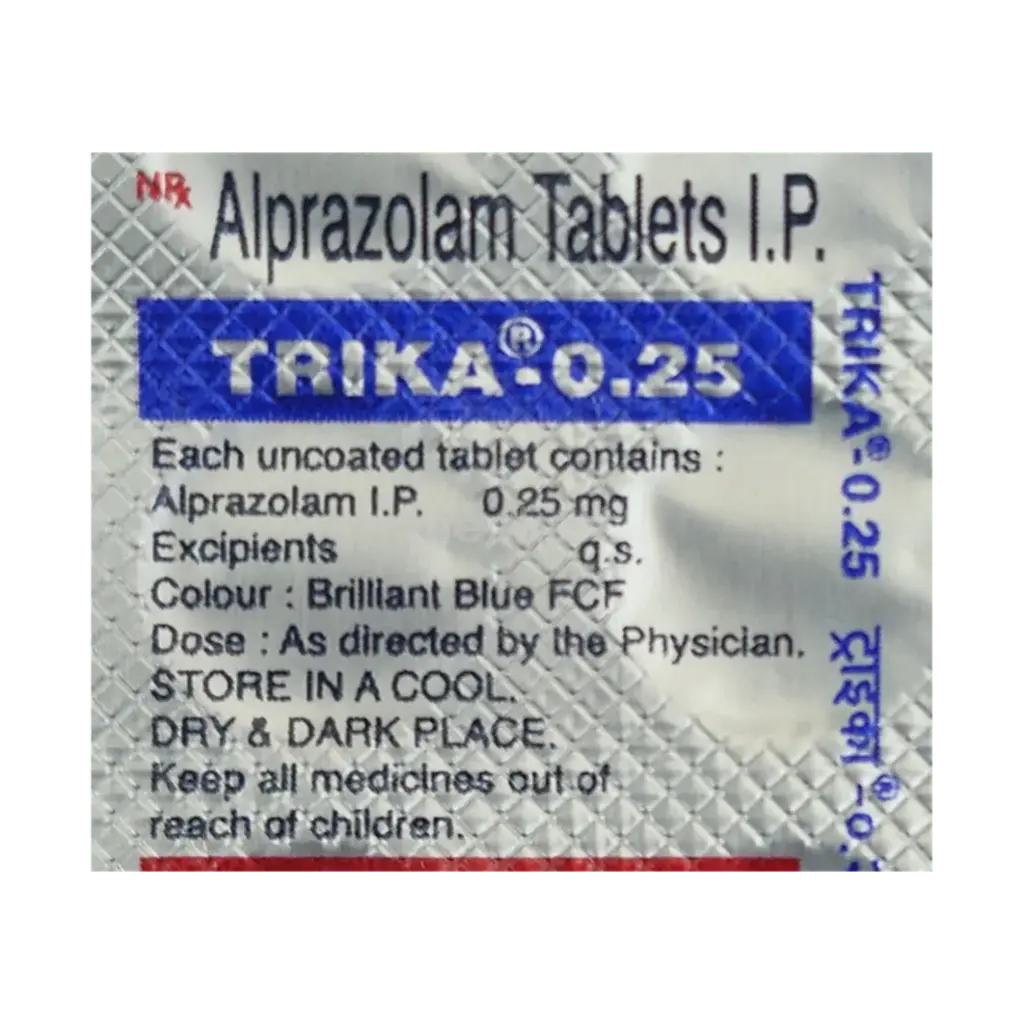 NRx Alprazolam Tablets I.P.
TRIKA®-0.25
Each uncoated tablet contains :
Alprazolam I.P. 0.25 mg
Excipients q.s.
Colour : Brilliant Blue FCF
Dose : As directed by the Physician.
STORE IN A COOL,
DRY & DARK PLACE.
Keep all medicines out of
reach of children.
TRIKA®-0.25 ट्राइका®-०.